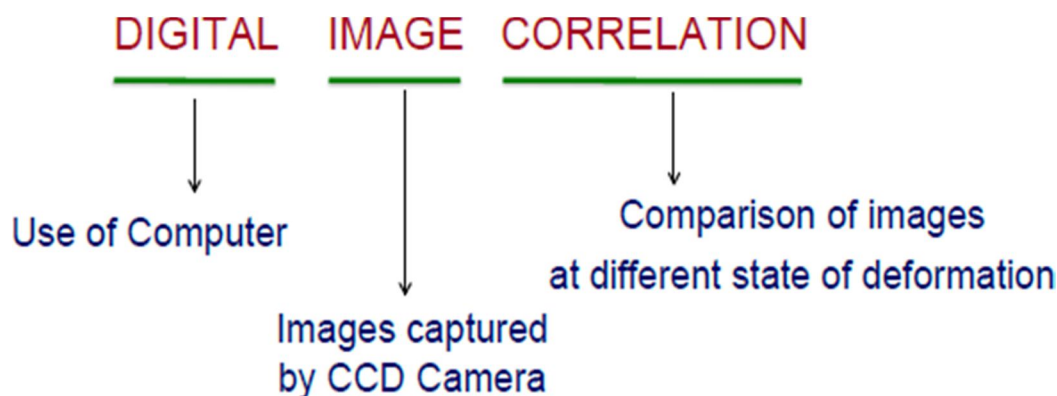 DIGITAL IMAGE CORRELATION
Use of Computer
Comparison of images
at different state of deformation
Images captured
by CCD Camera